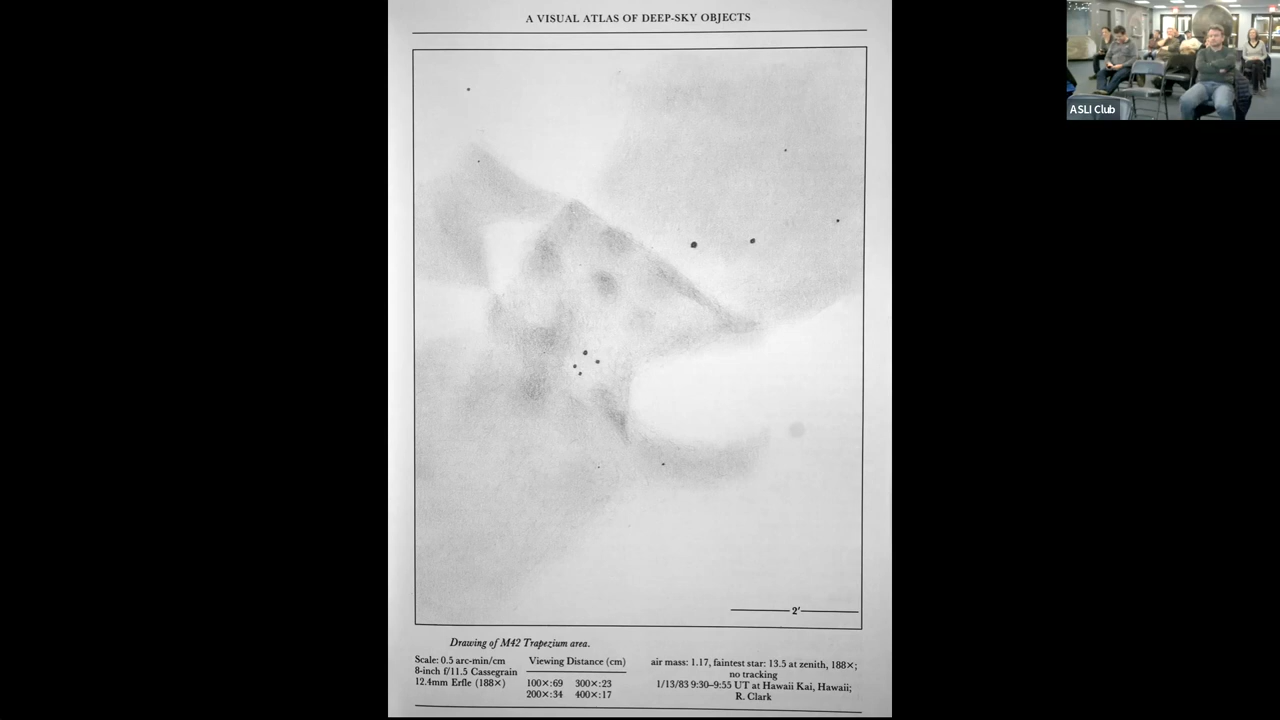 A VISUAL ATLAS OF DEEP-SKY OBJECTS
ASLI Club
2′
Drawing of M42 Trapezium area.
Scale: 0.5 arc-min/cm
8-inch f/11.5 Cassegrain
12.4mm Erfle (188×)
Viewing Distance (cm)
100×:69 300×:23
200×:34 400×:17
air mass: 1.17, faintest star: 13.5 at zenith, 188×;
no tracking
1/13/83 9:30–9:55 UT at Hawaii Kai, Hawaii;
R. Clark